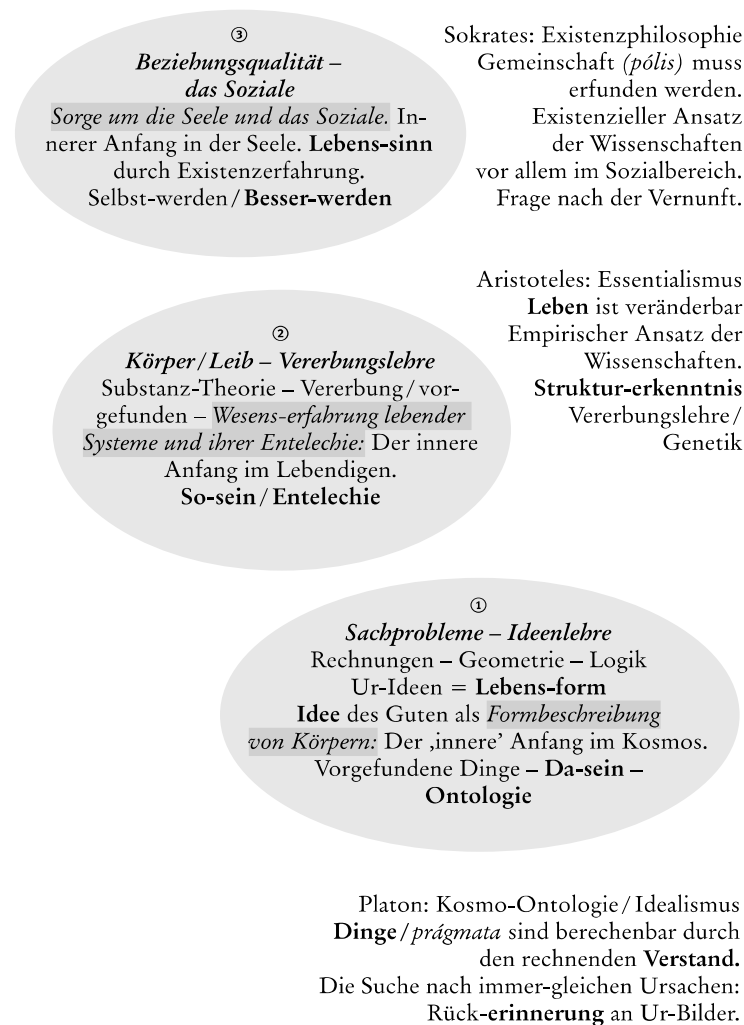 ③
Beziehungsqualität –
das Soziale
Sorge um die Seele und das Soziale. In-
nerer Anfang in der Seele. Lebens-sinn
durch Existenzerfahrung.
Selbst-werden / Besser-werden
Sokrates: Existenzphilosophie
Gemeinschaft (pólis) muss
erfunden werden.
Existenzieller Ansatz
der Wissenschaften
vor allem im Sozialbereich.
Frage nach der Vernunft.
Aristoteles: Essentialismus
Leben ist veränderbar
Empirischer Ansatz der
Wissenschaften.
Struktur-erkenntnis
Vererbungslehre /
Genetik
②
Körper / Leib – Vererbungslehre
Substanz-Theorie – Vererbung / vor-
gefunden – Wesens-erfahrung lebender
Systeme und ihrer Entelechie: Der innere
Anfang im Lebendigen.
So-sein / Entelechie
①
Sachprobleme – Ideenlehre
Rechnungen – Geometrie – Logik
Ur-Ideen = Lebens-form
Idee des Guten als Formbeschreibung
von Körpern: Der ‚innere’ Anfang im Kosmos.
Vorgefundene Dinge – Da-sein –
Ontologie
Platon: Kosmo-Ontologie / Idealismus
Dinge / prágmata sind berechenbar durch
den rechnenden Verstand.
Die Suche nach immer-gleichen Ursachen:
Rück-erinnerung an Ur-Bilder.